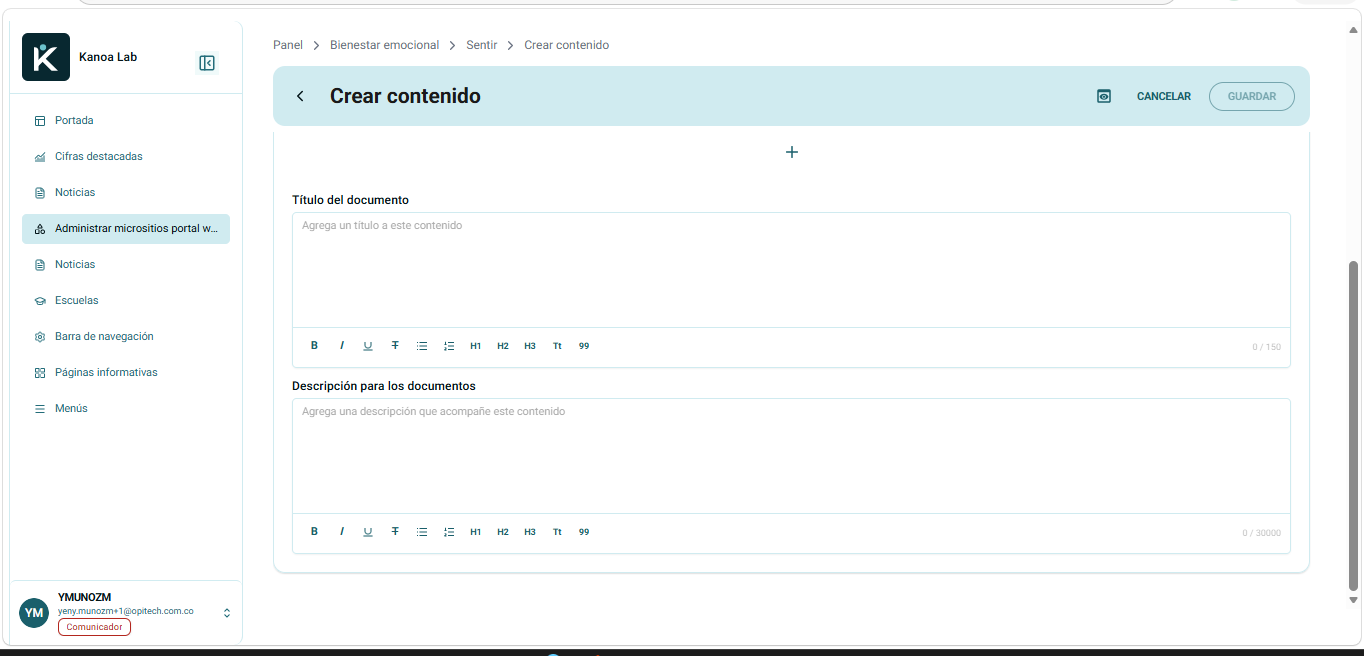 Kanoa Lab
Portada
Cifras destacadas
Noticias
Administrar micrositios portal w...
Noticias
Escuelas
Barra de navegación
Páginas informativas
Menús
YM
YMUNOZM
yeny.munozm+1@opitech.com.co
Comunicador
Panel > Bienestar emocional > Sentir > Crear contenido
Crear contenido
CANCELAR
GUARDAR
Título del documento
Agrega un título a este contenido
B I U T H1 H2 H3 Tt 99
0 / 150
Descripción para los documentos
Agrega una descripción que acompañe este contenido
B I U T H1 H2 H3 Tt 99
0 / 30000